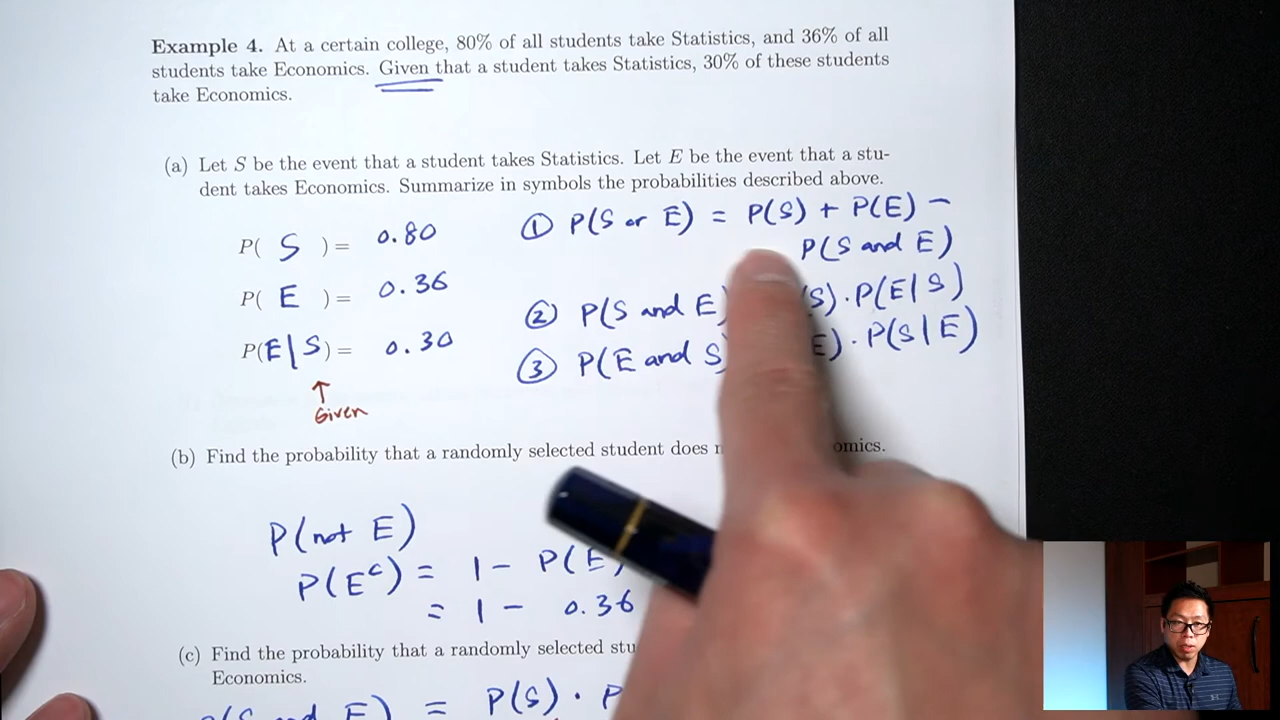 Example 4. At a certain college, 80% of all students take Statistics, and 36% of all
students take Economics. Given that a student takes Statistics, 30% of these students
take Economics.
(a) Let S be the event that a student takes Statistics. Let E be the event that a stu-
dent takes Economics. Summarize in symbols the probabilities described above.
P( S ) = 0.80
P( E ) = 0.36
P(E|S) = 0.30
↑
Given
① P(S or E) = P(S) + P(E) -
P(S and E)
② P(S and E) S) · P(E|S)
③ P(E and S) E) · P(S|E)
(b) Find the probability that a randomly selected student does omics.
P(not E)
P(Eᶜ) = 1 - P(E)
= 1 - 0.36
(c) Find the probability that a randomly selected stu
Economics.
E) = P(S) · P